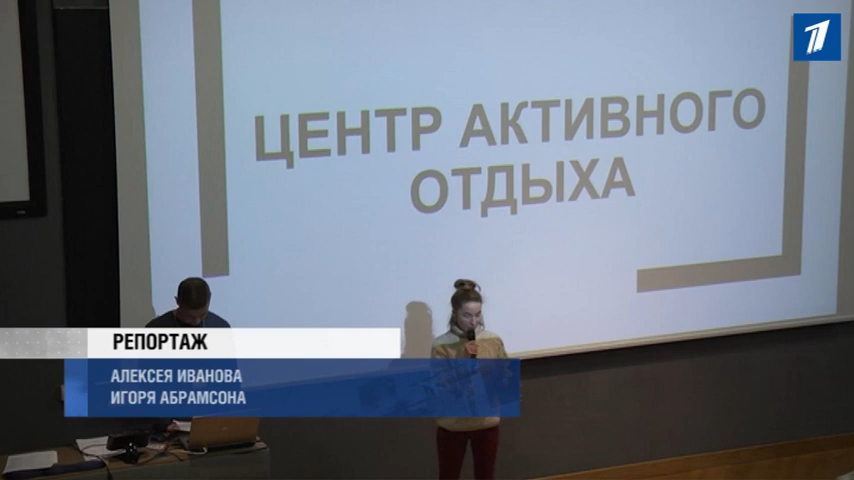 ЦЕНТР АКТИВНОГО
ОТДЫХА
РЕПОРТАЖ
АЛЕКСЕЯ ИВАНОВА
ИГОРЯ АБРАМСОНА